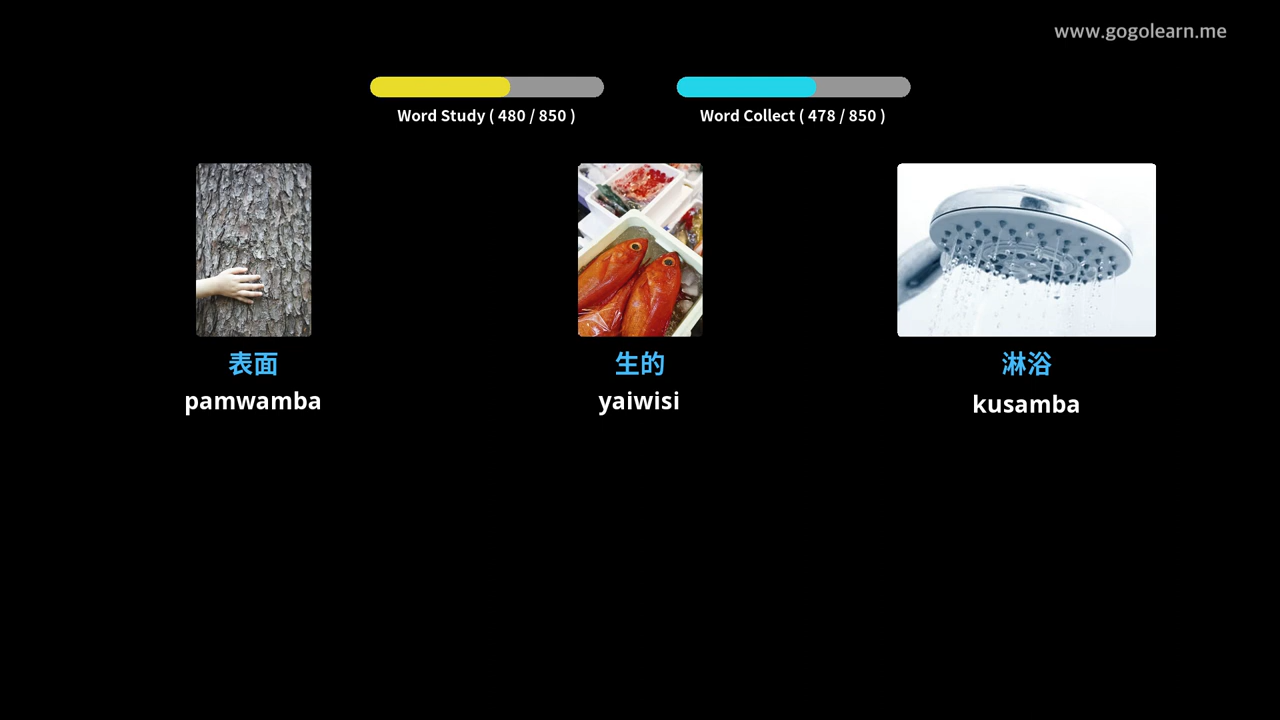 www.gogolearn.me
Word Study ( 480 / 850 )
Word Collect ( 478 / 850 )
表面
生的
淋浴
pamwamba
yaiwisi
kusamba